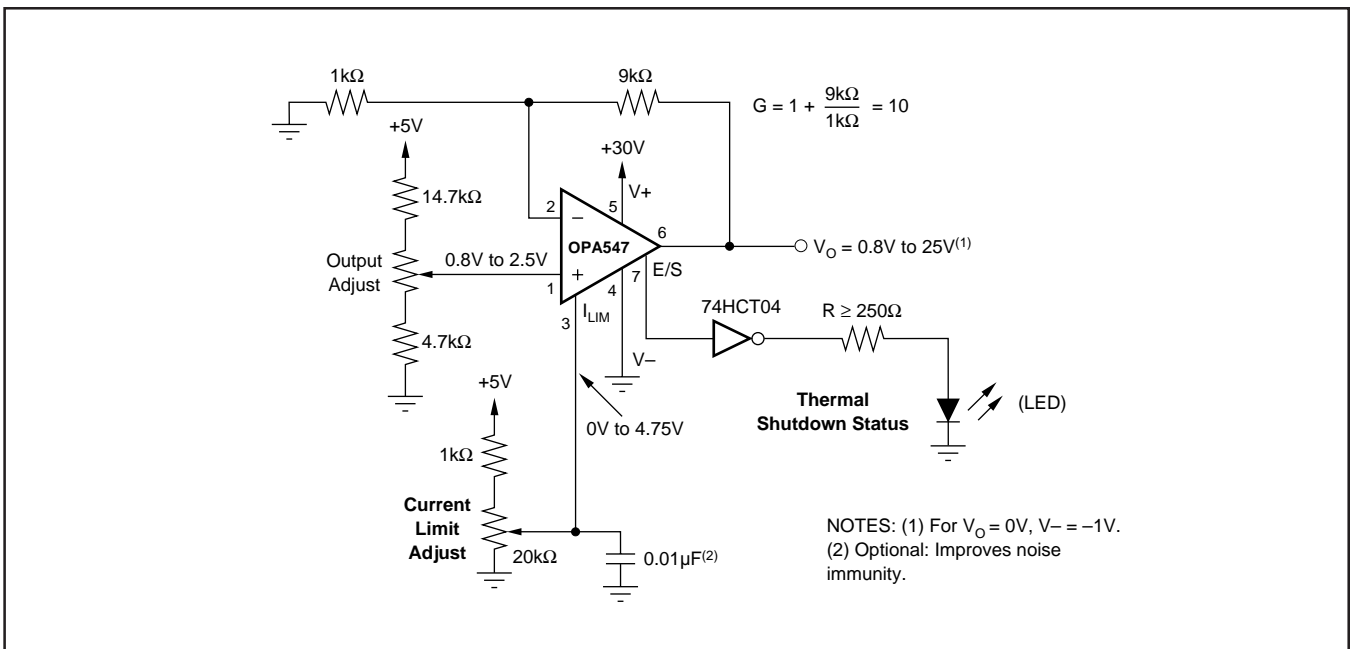 1kΩ
9kΩ
G = 1 + 9kΩ/1kΩ = 10
+5V
+30V
V+
14.7kΩ
2
–
5
6
OPA547
V_O = 0.8V to 25V(1)
Output
Adjust
0.8V to 2.5V
+
1
4
7
E/S
3
I_LIM
74HCT04
R ≥ 250Ω
4.7kΩ
V–
+5V
0V to 4.75V
Thermal
Shutdown Status
(LED)
1kΩ
Current
Limit
Adjust
20kΩ
0.01µF(2)
NOTES: (1) For V_O = 0V, V– = –1V.
(2) Optional: Improves noise
immunity.